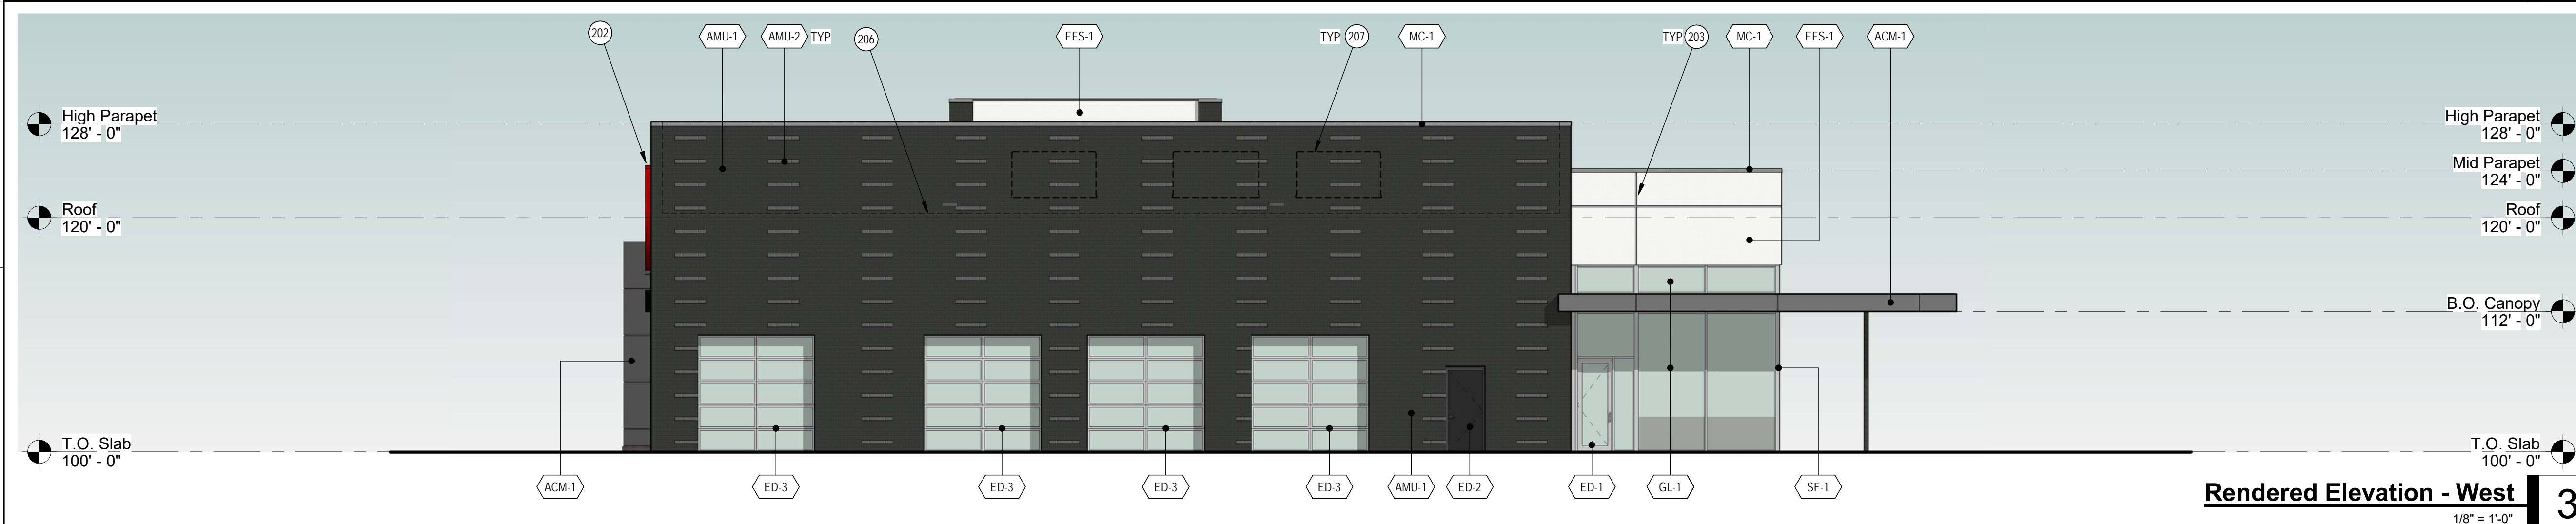 202
AMU-1
AMU-2 TYP
206
EFS-1
TYP 207
MC-1
TYP 203
MC-1
EFS-1
ACM-1
High Parapet
128' - 0"
Roof
120' - 0"
T.O. Slab
100' - 0"
High Parapet
128' - 0"
Mid Parapet
124' - 0"
Roof
120' - 0"
B.O. Canopy
112' - 0"
T.O. Slab
100' - 0"
ACM-1
ED-3
ED-3
ED-3
ED-3
AMU-1
ED-2
ED-1
GL-1
SF-1
Rendered Elevation - West
3
1/8" = 1'-0"